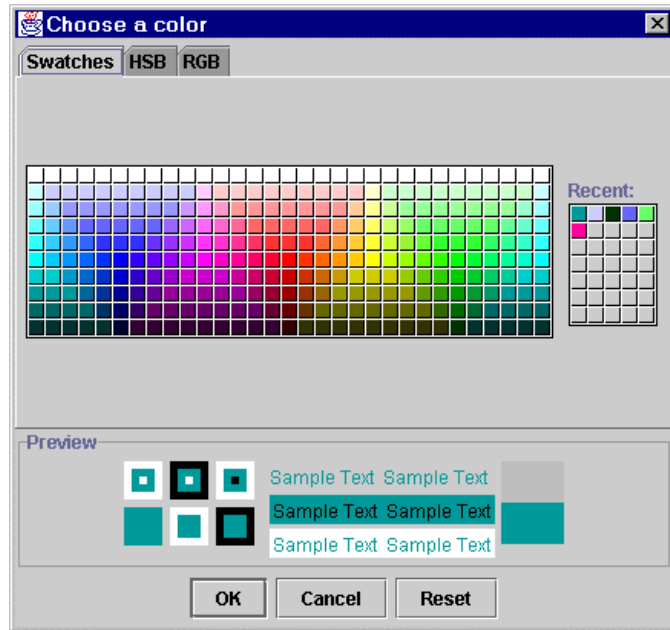 Choose a color
Swatches HSB RGB
Recent:
Preview
Sample Text Sample Text
Sample Text Sample Text
Sample Text Sample Text
OK Cancel Reset